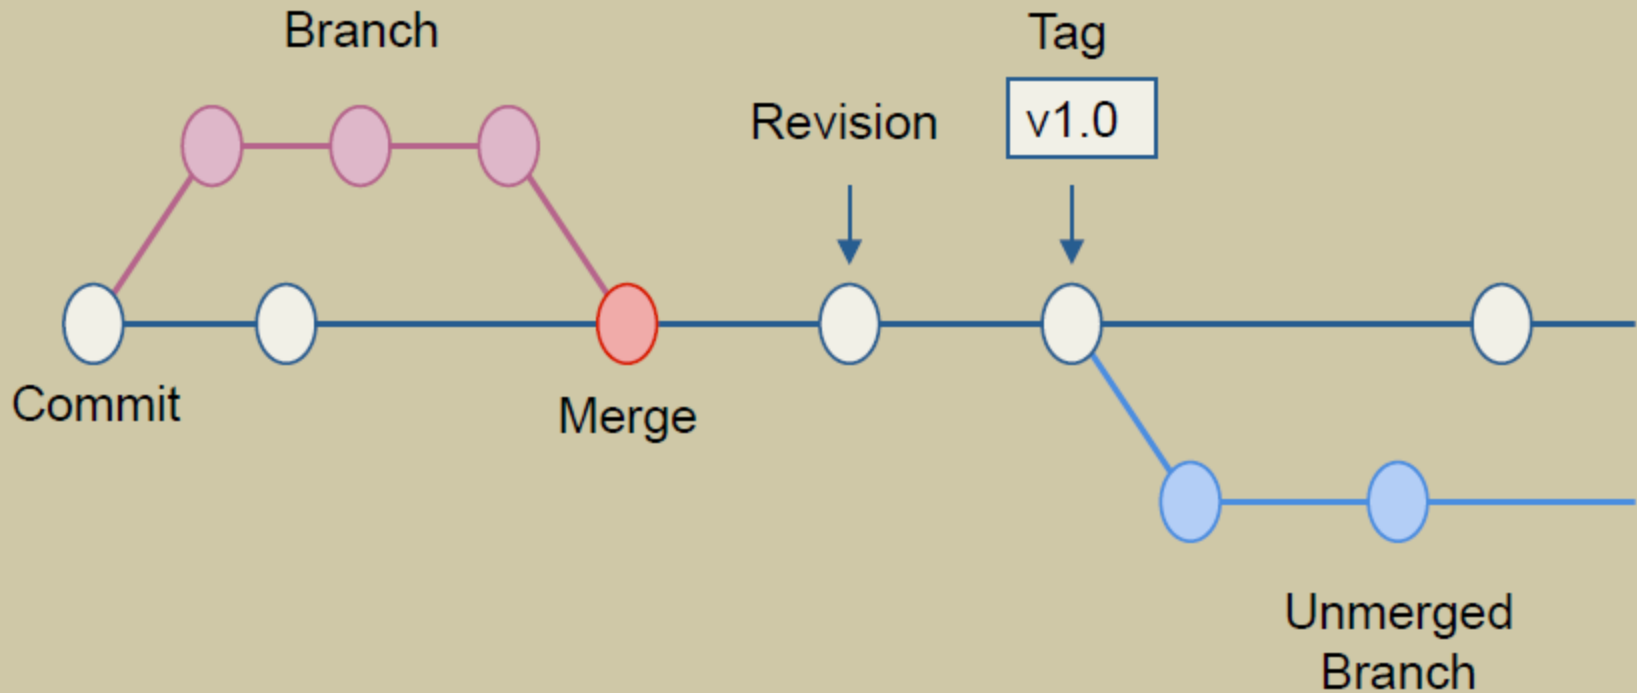 Branch
Tag
Revision
v1.0
Commit
Merge
Unmerged
Branch